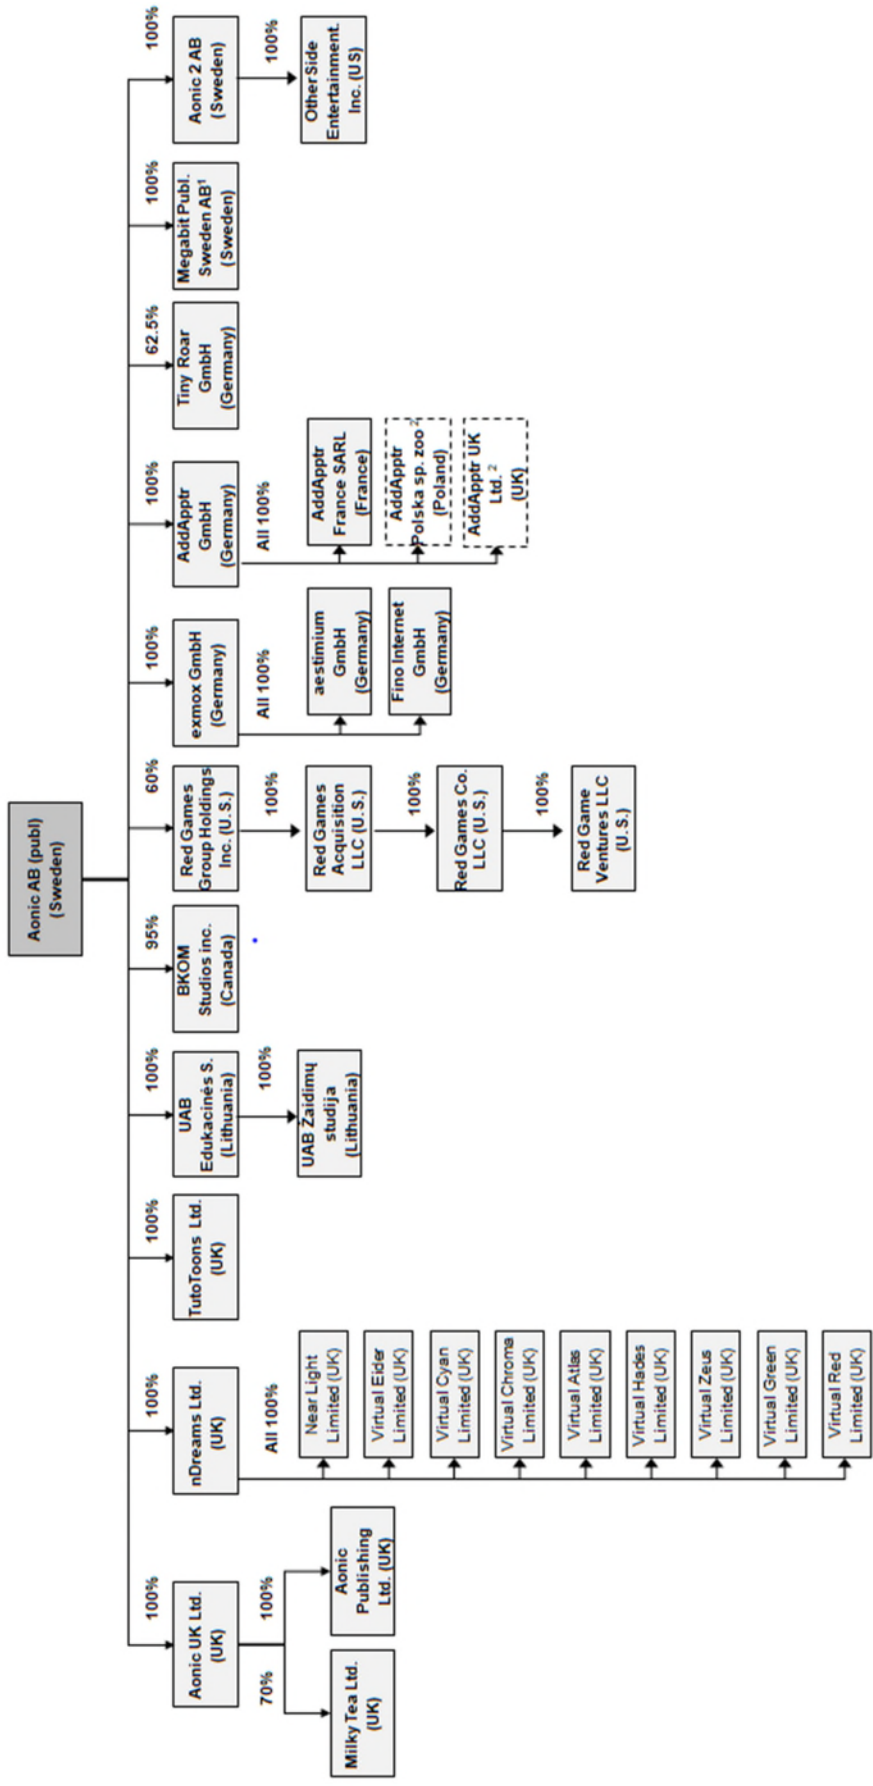 Aonic AB (publ)
(Sweden)
100%
Aonic UK Ltd.
(UK)
70%
100%
Milky Tea Ltd.
(UK)
Aonic
Publishing
Ltd. (UK)
100%
nDreams Ltd.
(UK)
All 100%
Near Light
Limited (UK)
Virtual Eider
Limited (UK)
Virtual Cyan
Limited (UK)
Virtual Chroma
Limited (UK)
Virtual Atlas
Limited (UK)
Virtual Hades
Limited (UK)
Virtual Zeus
Limited (UK)
Virtual Green
Limited (UK)
Virtual Red
Limited (UK)
100%
TutoToons Ltd.
(UK)
100%
UAB
Edukacinės S.
(Lithuania)
100%
UAB Žaidimų
studija
(Lithuania)
95%
BKOM
Studios inc.
(Canada)
60%
Red Games
Group Holdings
Inc. (U.S.)
100%
Red Games
Acquisition
LLC (U.S.)
100%
Red Games Co.
LLC (U.S.)
100%
Red Game
Ventures LLC
(U.S.)
100%
exmox GmbH
(Germany)
All 100%
aestimium
GmbH
(Germany)
Fino Internet
GmbH
(Germany)
100%
AddApptr
GmbH
(Germany)
All 100%
AddApptr
France SARL
(France)
AddApptr
Polska sp. zoo ²
(Poland)
AddApptr UK
Ltd. ²
(UK)
62.5%
Tiny Roar
GmbH
(Germany)
100%
Megabit Publ.
Sweden AB¹
(Sweden)
100%
Aonic 2 AB
(Sweden)
100%
Other Side
Entertainment.
Inc. (US)